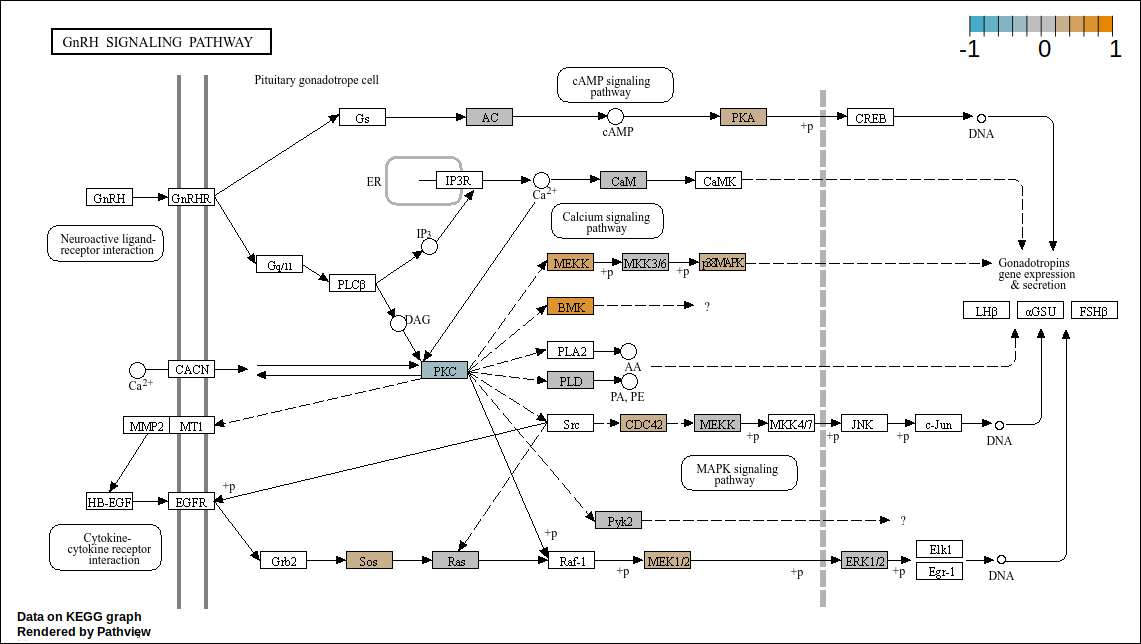 GnRH SIGNALING PATHWAY
-1 0 1
Pituitary gonadotrope cell
cAMP signaling
pathway
Gs
AC
cAMP
PKA
+p
CREB
DNA
ER
IP3R
Ca2+
CaM
CaMK
GnRH
GnRHR
Neuroactive ligand-
receptor interaction
Calcium signaling
pathway
IP3
Gq/11
PLCβ
DAG
MEKK
+p
MKK3/6
+p
p38MAPK
Gonadotropins
gene expression
& secretion
BMK
?
LHβ
αGSU
FSHβ
PLA2
AA
CACN
Ca2+
PKC
PLD
PA, PE
MMP2
MT1
Src
CDC42
MEKK
+p
MKK4/7
+p
JNK
+p
c-Jun
DNA
MAPK signaling
pathway
+p
HB-EGF
EGFR
Pyk2
?
Cytokine-
cytokine receptor
interaction
+p
Grb2
Sos
Ras
Raf-1
+p
MEK1/2
+p
ERK1/2
+p
Elk1
Egr-1
DNA
Data on KEGG graph
Rendered by Pathview